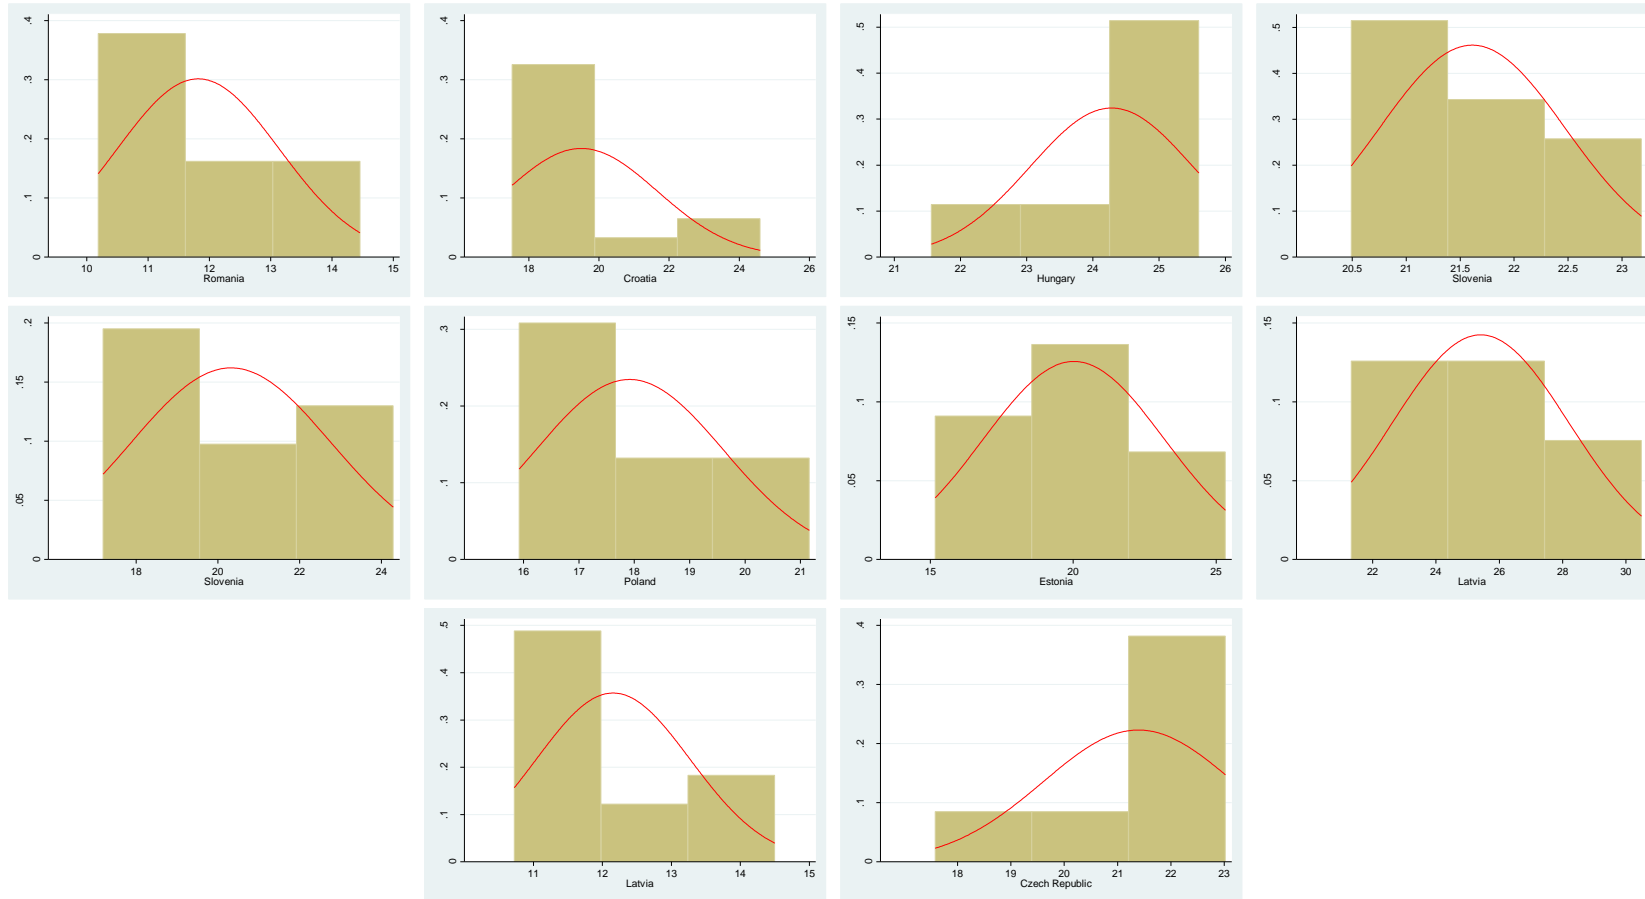 .4
.3
.2
.1
0
10 11 12 13 14 15
Romania
.4
.3
.2
.1
0
18 20 22 24 26
Croatia
.5
.4
.3
.2
.1
0
21 22 23 24 25 26
Hungary
.5
.4
.3
.2
.1
0
20.5 21 21.5 22 22.5 23
Slovenia
.2
.15
.1
.05
0
18 20 22 24
Slovenia
.3
.2
.1
0
16 17 18 19 20 21
Poland
.15
.1
.05
0
15 20 25
Estonia
.15
.1
.05
0
22 24 26 28 30
Latvia
.5
.4
.3
.2
.1
0
11 12 13 14 15
Latvia
.4
.3
.2
.1
0
18 19 20 21 22 23
Czech Republic